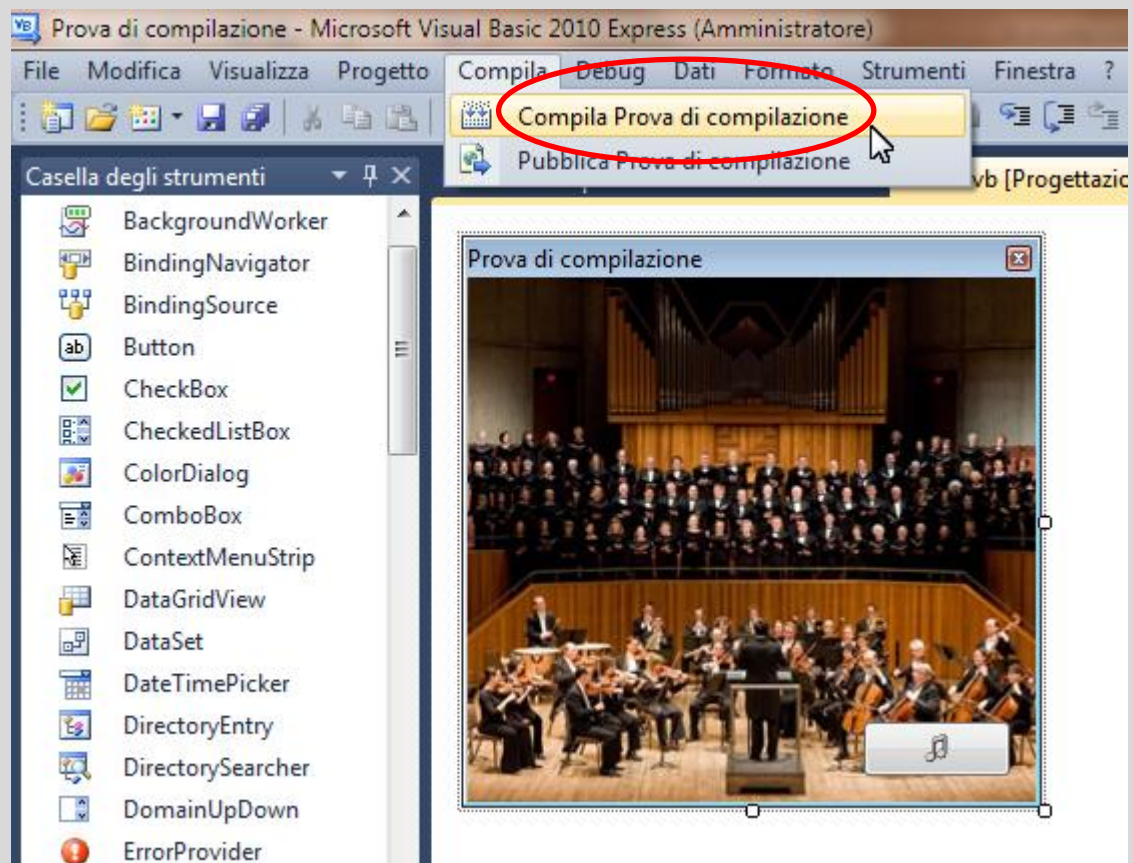 Prova di compilazione - Microsoft Visual Basic 2010 Express (Amministratore)
File Modifica Visualizza Progetto Compila Debug Dati Formato Strumenti Finestra ?
Compila Prova di compilazione
Pubblica Prova di compilazione
Casella degli strumenti
vb [Progettazio
BackgroundWorker
Prova di compilazione
BindingNavigator
BindingSource
ab Button
CheckBox
CheckedListBox
ColorDialog
ComboBox
ContextMenuStrip
DataGridView
DataSet
DateTimePicker
DirectoryEntry
DirectorySearcher
DomainUpDown
ErrorProvider